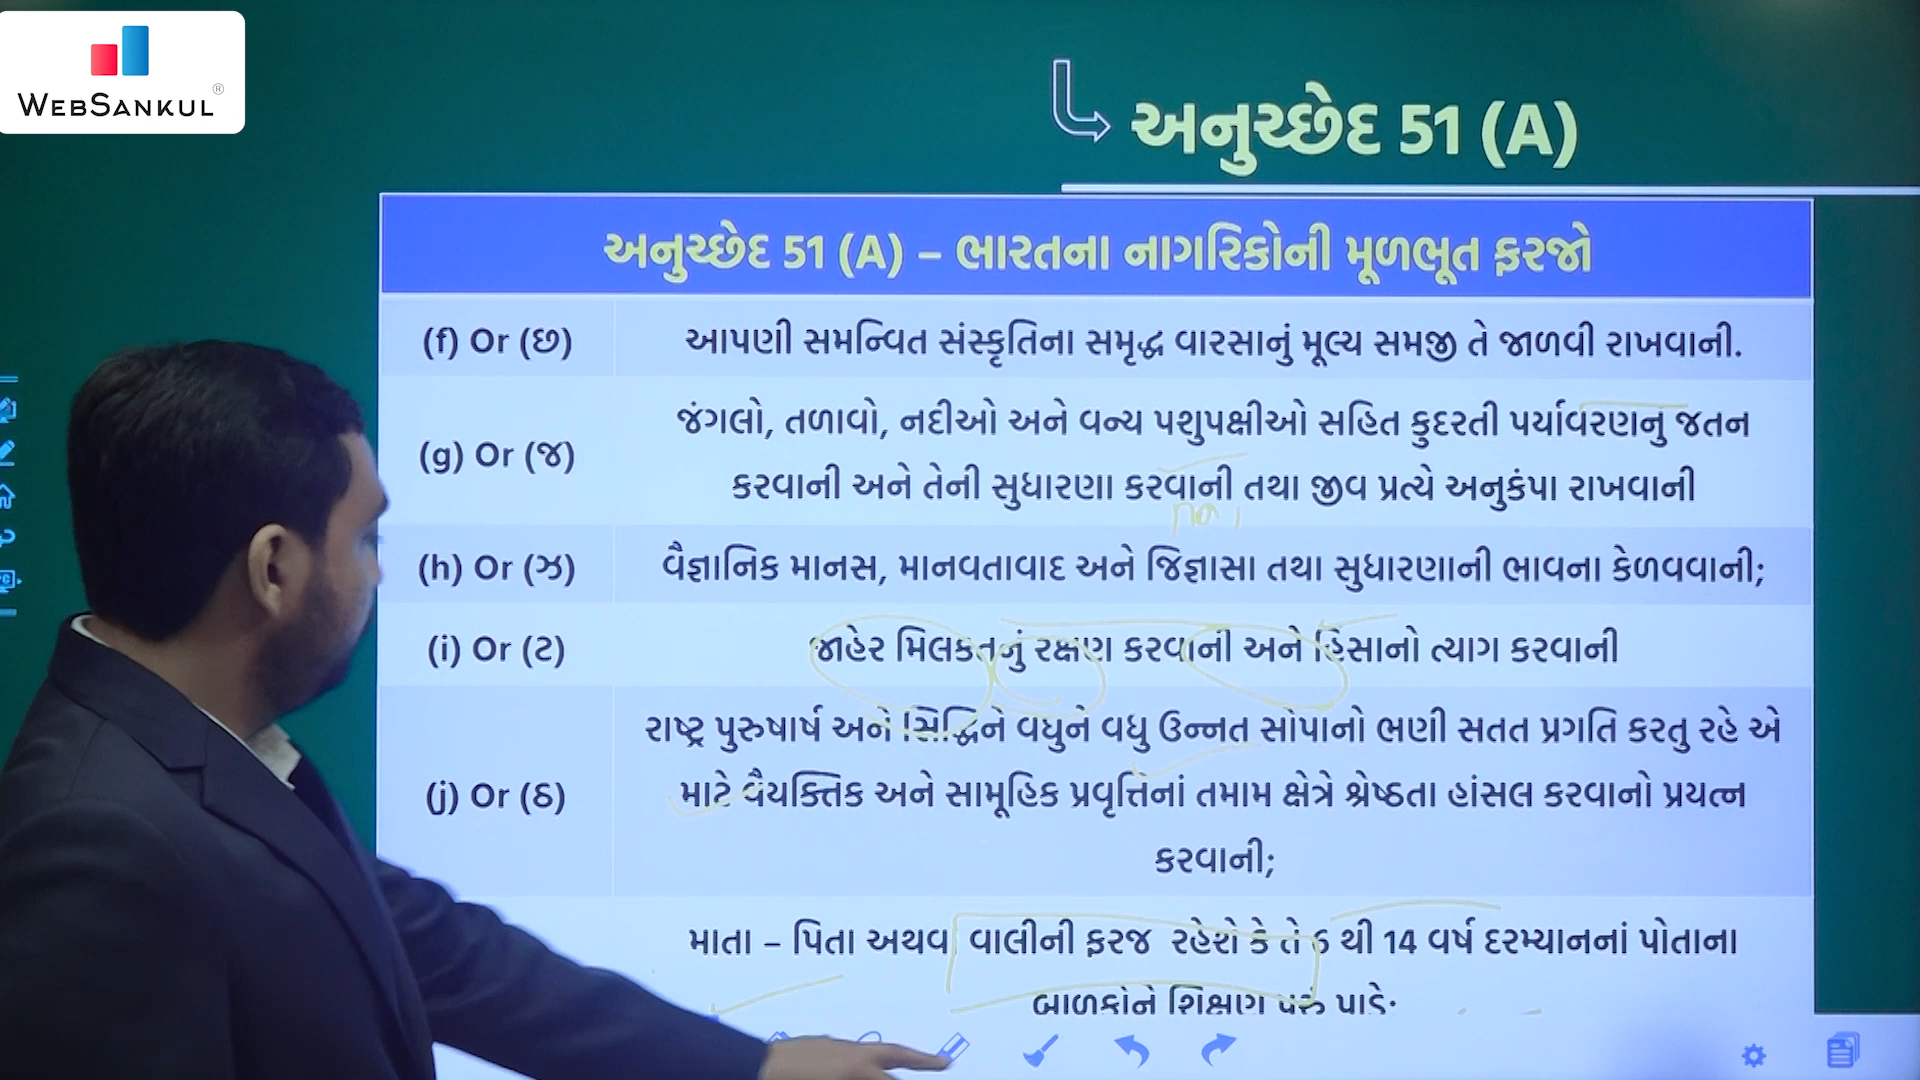 WEBSANKUL®
અનુચ્છેદ 51 (A)
અનુચ્છેદ 51 (A) – ભારતના નાગરિકોની મૂળભૂત ફરજો
(f) Or (છ) આપણી સમન્વિત સંસ્કૃતિના સમૃદ્ધ વારસાનું મૂલ્ય સમજી તે જાળવી રાખવાની.
જંગલો, તળાવો, નદીઓ અને વન્ય પશુપક્ષીઓ સહિત કુદરતી પર્યાવરણનુ જતન
(g) Or (જ)
કરવાની અને તેની સુધારણા કરવાની તથા જીવ પ્રત્યે અનુકંપા રાખવાની
(h) Or (ઝ) વૈજ્ઞાનિક માનસ, માનવતાવાદ અને જિજ્ઞાસા તથા સુધારણાની ભાવના કેળવવાની;
(i) Or (ટ) જાહેર મિલકતનું રક્ષણ કરવાની અને હિંસાનો ત્યાગ કરવાની
રાષ્ટ્ર પુરુષાર્ષ અને સિદ્ધિને વધુને વધુ ઉન્નત સોપાનો ભણી સતત પ્રગતિ કરતુ રહે એ
(j) Or (ઠ) માટે વૈયક્તિક અને સામૂહિક પ્રવૃત્તિનાં તમામ ક્ષેત્રે શ્રેષ્ઠતા હાંસલ કરવાનો પ્રયત્ન
કરવાની;
માતા – પિતા અથવ વાલીની ફરજ રહેશે કે તે 6 થી 14 વર્ષ દરમ્યાનનાં પોતાના
બાળકોને શિક્ષણ પુરું પાડે;